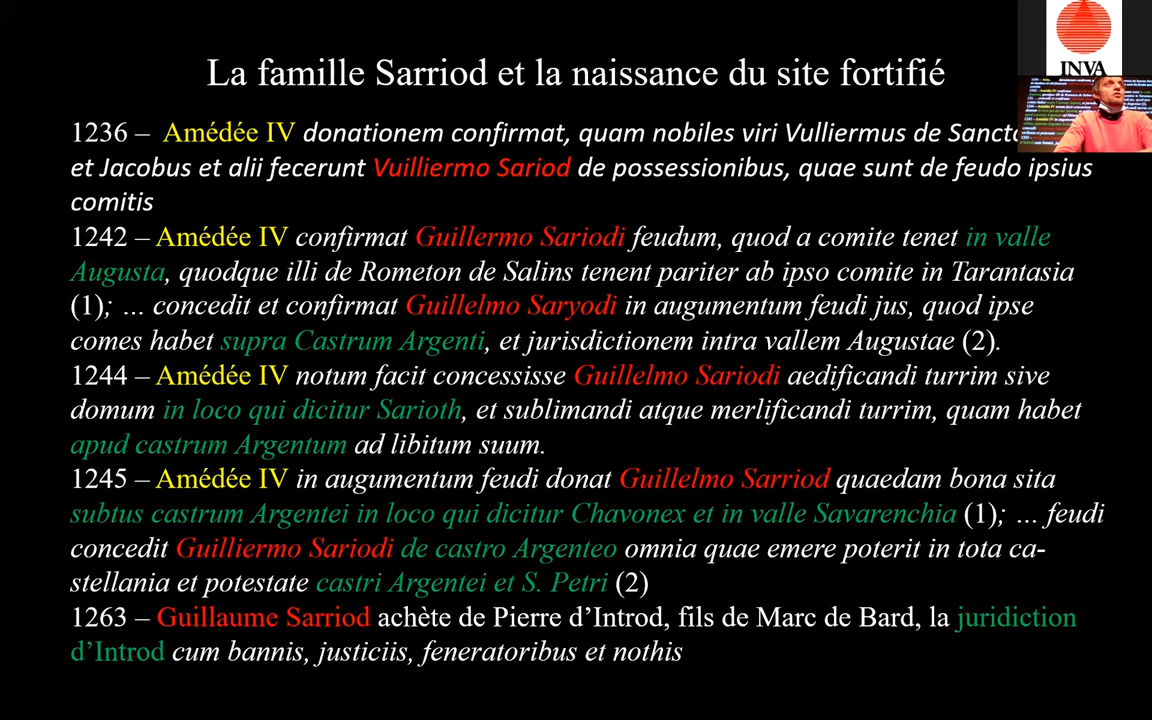 La famille Sarriod et la naissance du site fortifié
JNVA
1236 – Amédée IV donationem confirmat, quam nobiles viri Vulliermus de
et Jacobus et alii fecerunt Vuilliermo Sariod de possessionibus, quae sunt de feudo ipsius
comitis
1242 – Amédée IV confirmat Guillermo Sariodi feudum, quod a comite tenet in valle
Augusta, quodque illi de Rometon de Salins tenent pariter ab ipso comite in Tarantasia
(1); … concedit et confirmat Guillelmo Saryodi in augumentum feudi jus, quod ipse
comes habet supra Castrum Argenti, et jurisdictionem intra vallem Augustae (2).
1244 – Amédée IV notum facit concessisse Guillelmo Sariodi aedificandi turrim sive
domum in loco qui dicitur Sarioth, et sublimandi atque merlificandi turrim, quam habet
apud castrum Argentum ad libitum suum.
1245 – Amédée IV in augumentum feudi donat Guillelmo Sarriod quaedam bona sita
subtus castrum Argentei in loco qui dicitur Chavonex et in valle Savarenchia (1); … feudi
concedit Guilliermo Sariodi de castro Argenteo omnia quae emere poterit in tota ca-
stellania et potestate castri Argentei et S. Petri (2)
1263 – Guillaume Sarriod achète de Pierre d’Introd, fils de Marc de Bard, la juridiction
d’Introd cum bannis, justiciis, feneratoribus et nothis